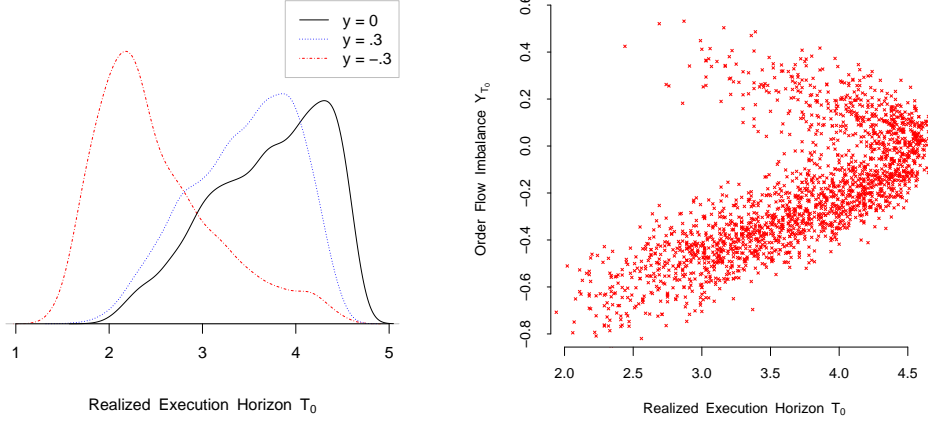 y = 0
y = .3
y = −.3
1 2 3 4 5
Realized Execution Horizon T₀
Order Flow Imbalance Y_T₀
0.6
0.4
0.2
0.0
−0.2
−0.4
−0.6
−0.8
2.0 2.5 3.0 3.5 4.0 4.5
Realized Execution Horizon T₀